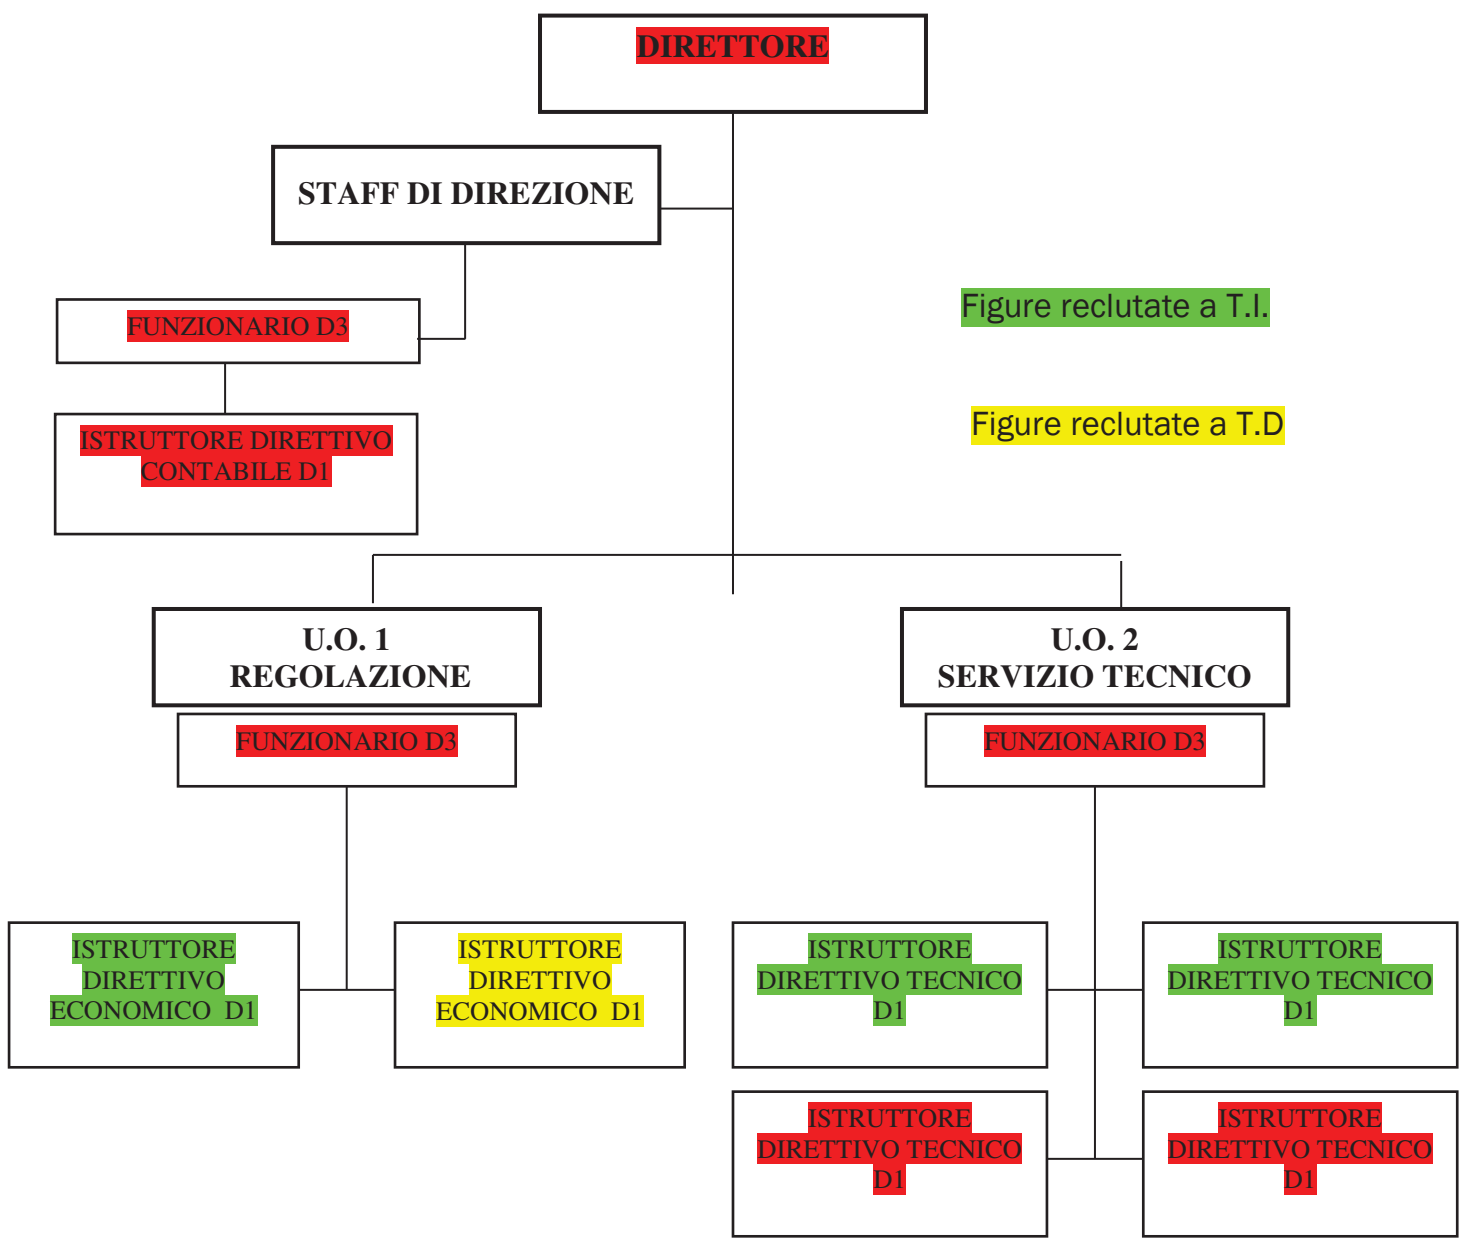 DIRETTORE
STAFF DI DIREZIONE
FUNZIONARIO D3
ISTRUTTORE DIRETTIVO
CONTABILE D1
Figure reclutate a T.I.
Figure reclutate a T.D
U.O. 1
REGOLAZIONE
FUNZIONARIO D3
U.O. 2
SERVIZIO TECNICO
FUNZIONARIO D3
ISTRUTTORE
DIRETTIVO
ECONOMICO D1
ISTRUTTORE
DIRETTIVO
ECONOMICO D1
ISTRUTTORE
DIRETTIVO TECNICO
D1
ISTRUTTORE
DIRETTIVO TECNICO
D1
ISTRUTTORE
DIRETTIVO TECNICO
D1
ISTRUTTORE
DIRETTIVO TECNICO
D1